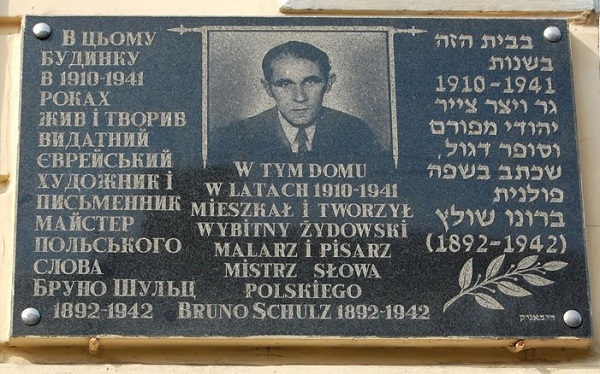 В ЦЬОМУ
БУДИНКУ
В 1910-1941
РОКАХ
ЖИВ І ТВОРИВ
ВИДАТНИЙ
ЄВРЕЙСЬКИЙ
ХУДОЖНИК І
ПИСЬМЕННИК
МАЙСТЕР
ПОЛЬСЬКОГО
СЛОВА
БРУНО ШУЛЬЦ
1892-1942
W TYM DOMU
W LATACH 1910-1941
MIESZKAŁ I TWORZYŁ
WYBITNY ŻYDOWSKI
MALARZ I PISARZ
MISTRZ SŁOWA
POLSKIEGO
BRUNO SCHULZ 1892-1942
בבית הזה
בשנות
1910-1941
גר ויצר צייר
יהודי מפורם
וסופר דגול,
שכתב בשפה
פולנית
ברונו שולץ
(1892-1942)